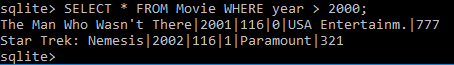 sqlite> SELECT * FROM Movie WHERE year > 2000;
The Man Who Wasn't There|2001|116|0|USA Entertainm.|777
Star Trek: Nemesis|2002|116|1|Paramount|321
sqlite>